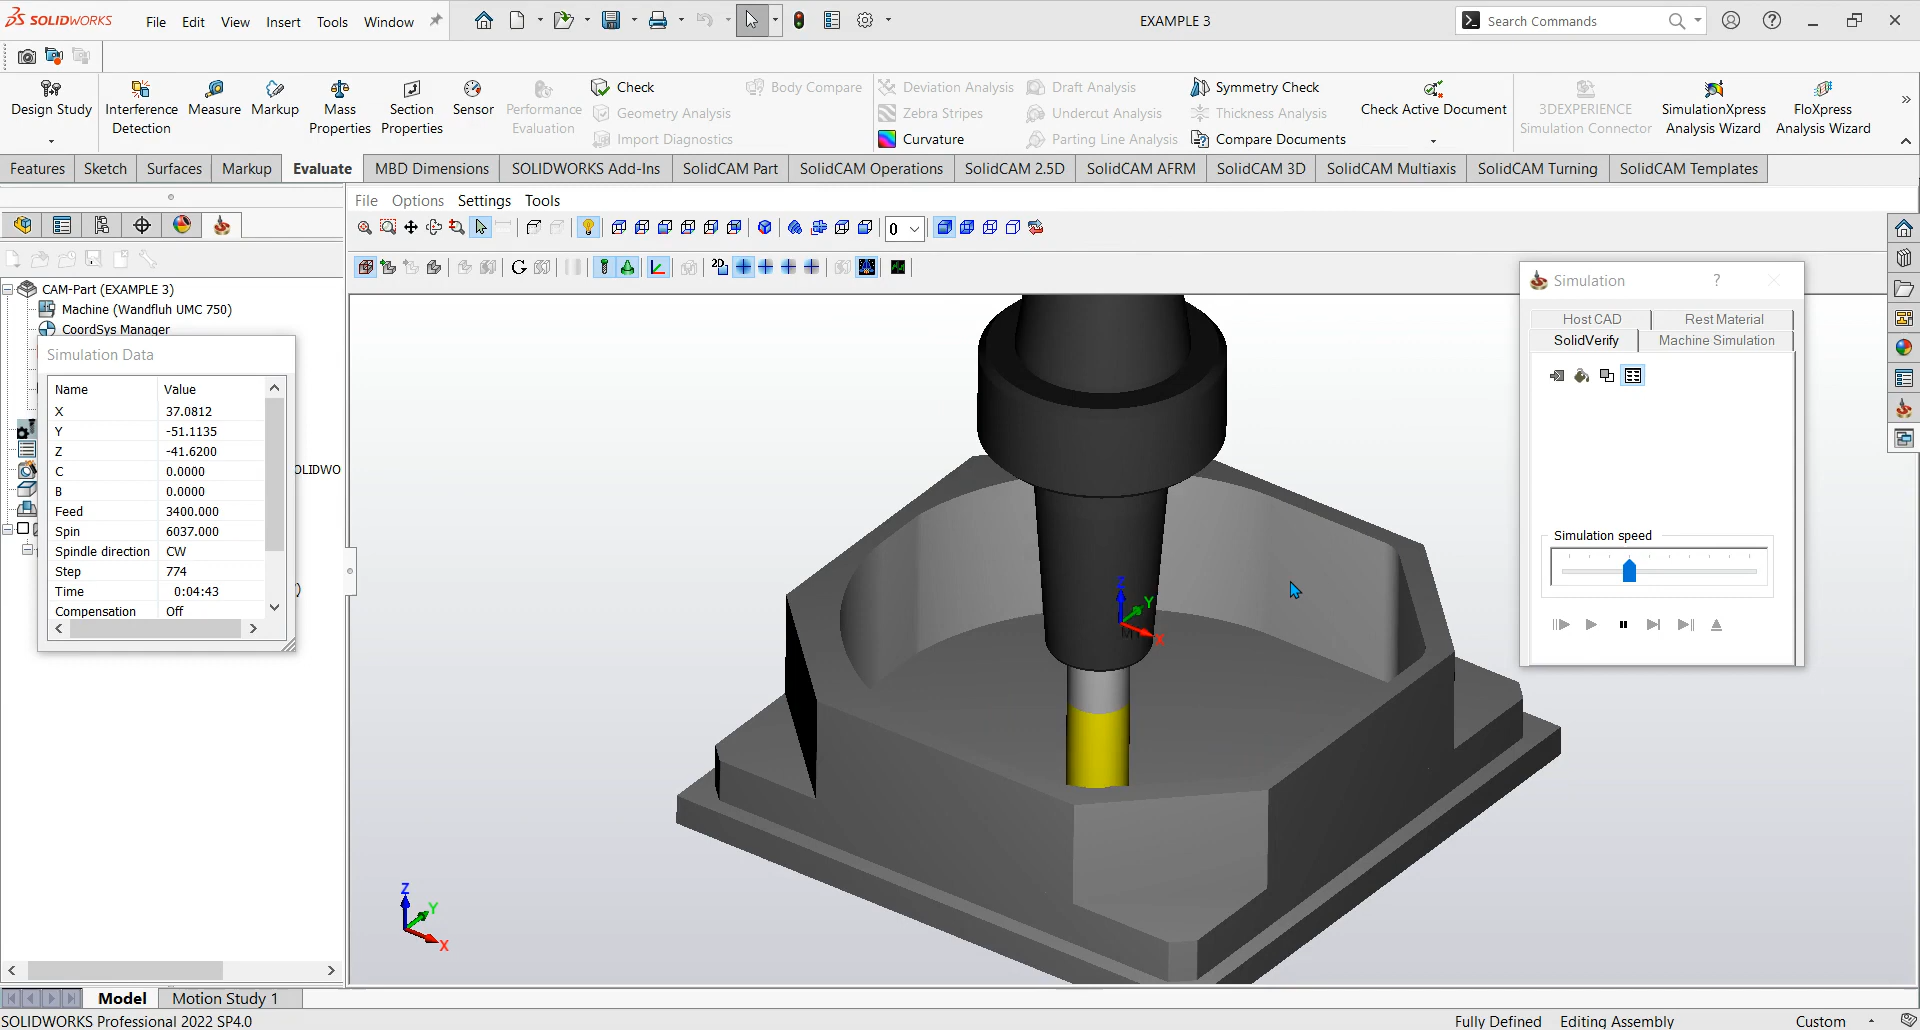 SOLIDWORKS File Edit View Insert Tools Window EXAMPLE 3 Search Commands
Design Study
Interference Detection
Measure
Markup
Mass Properties
Section Properties
Sensor
Performance Evaluation
Check
Geometry Analysis
Import Diagnostics
Body Compare
Deviation Analysis
Zebra Stripes
Curvature
Draft Analysis
Undercut Analysis
Parting Line Analysis
Symmetry Check
Thickness Analysis
Compare Documents
Check Active Document
3DEXPERIENCE
Simulation Connector
SimulationXpress
Analysis Wizard
FloXpress
Analysis Wizard
Features Sketch Surfaces Markup Evaluate MBD Dimensions SOLIDWORKS Add-Ins SolidCAM Part SolidCAM Operations SolidCAM 2.5D SolidCAM AFRM SolidCAM 3D SolidCAM Multiaxis SolidCAM Turning SolidCAM Templates
File Options Settings Tools
0
2D
CAM-Part (EXAMPLE 3)
Machine (Wandfluh UMC 750)
CoordSys Manager
Simulation Data
Name Value
X 37.0812
Y -51.1135
Z -41.6200
C 0.0000
B 0.0000
Feed 3400.000
Spin 6037.000
Spindle direction CW
Step 774
Time 0:04:43
Compensation Off
OLIDWO
)
Simulation ?
Host CAD Rest Material
SolidVerify Machine Simulation
Simulation speed
Z
Y
X
Z
Y
X
Model Motion Study 1
SOLIDWORKS Professional 2022 SP4.0 Fully Defined Editing Assembly Custom